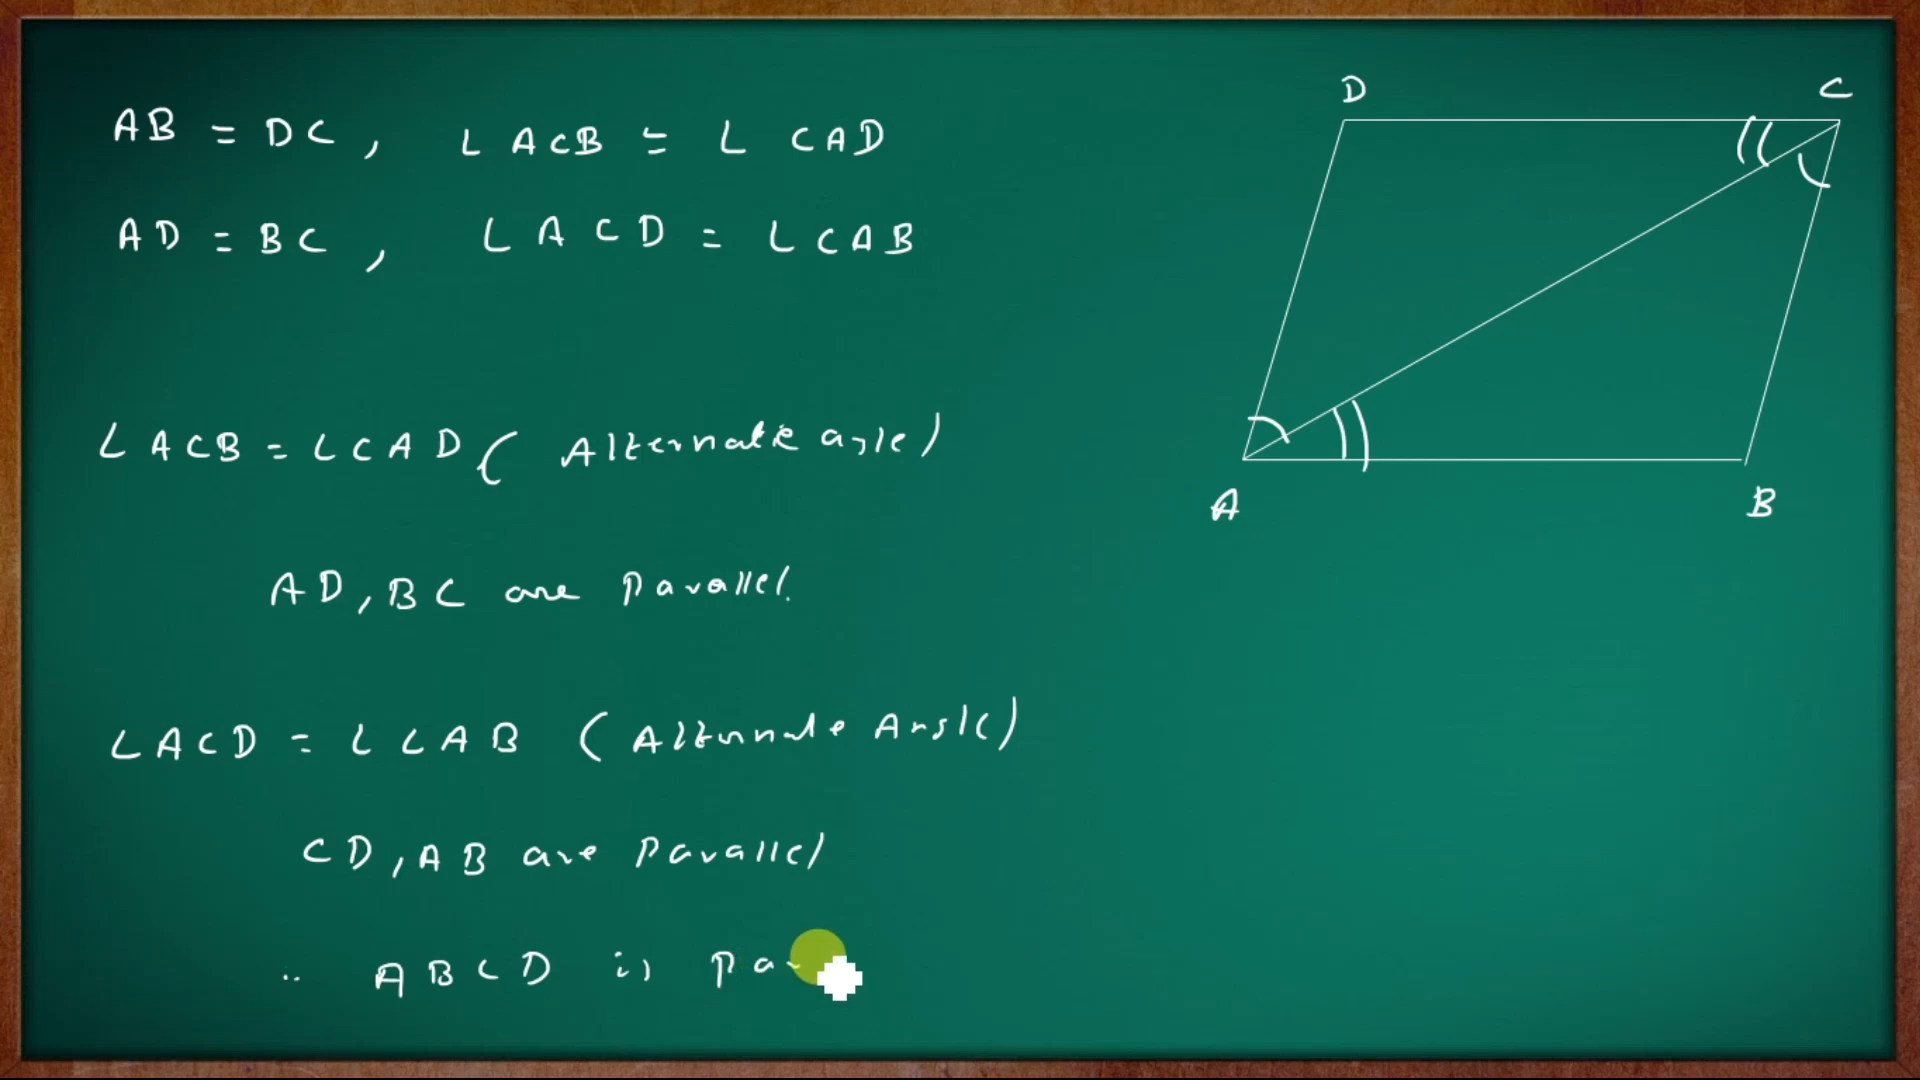 AB = DC, ∠ACB = ∠CAD
AD = BC, ∠ACD = ∠CAB
∠ACB = ∠CAD (Alternate angle)
AD, BC are Parallel.
∠ACD = ∠CAB (Alternate Angle)
CD, AB are Parallel
∴ ABCD is Pa
D C
A B